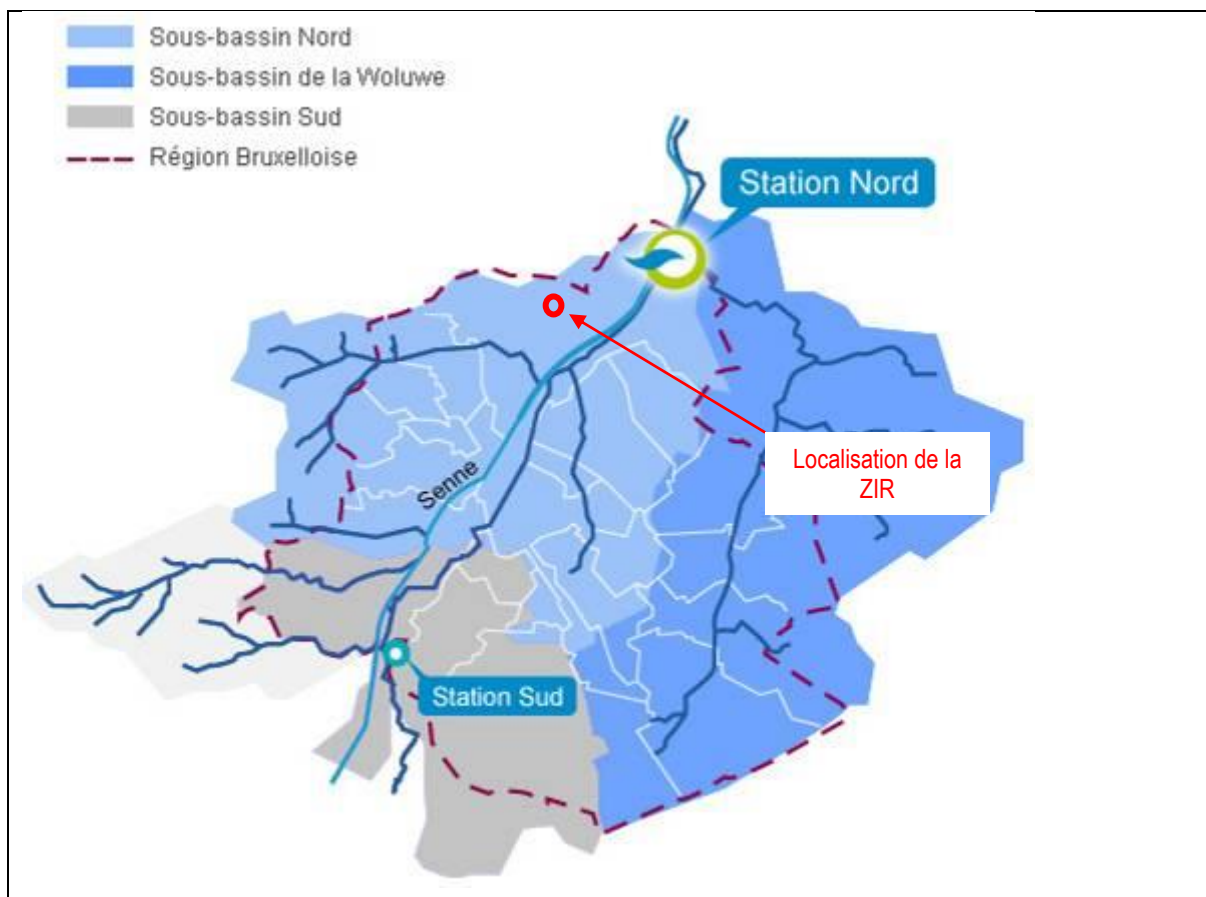 Sous-bassin Nord
Sous-bassin de la Woluwe
Sous-bassin Sud
Région Bruxelloise
Station Nord
Localisation de la
ZIR
Senne
Station Sud